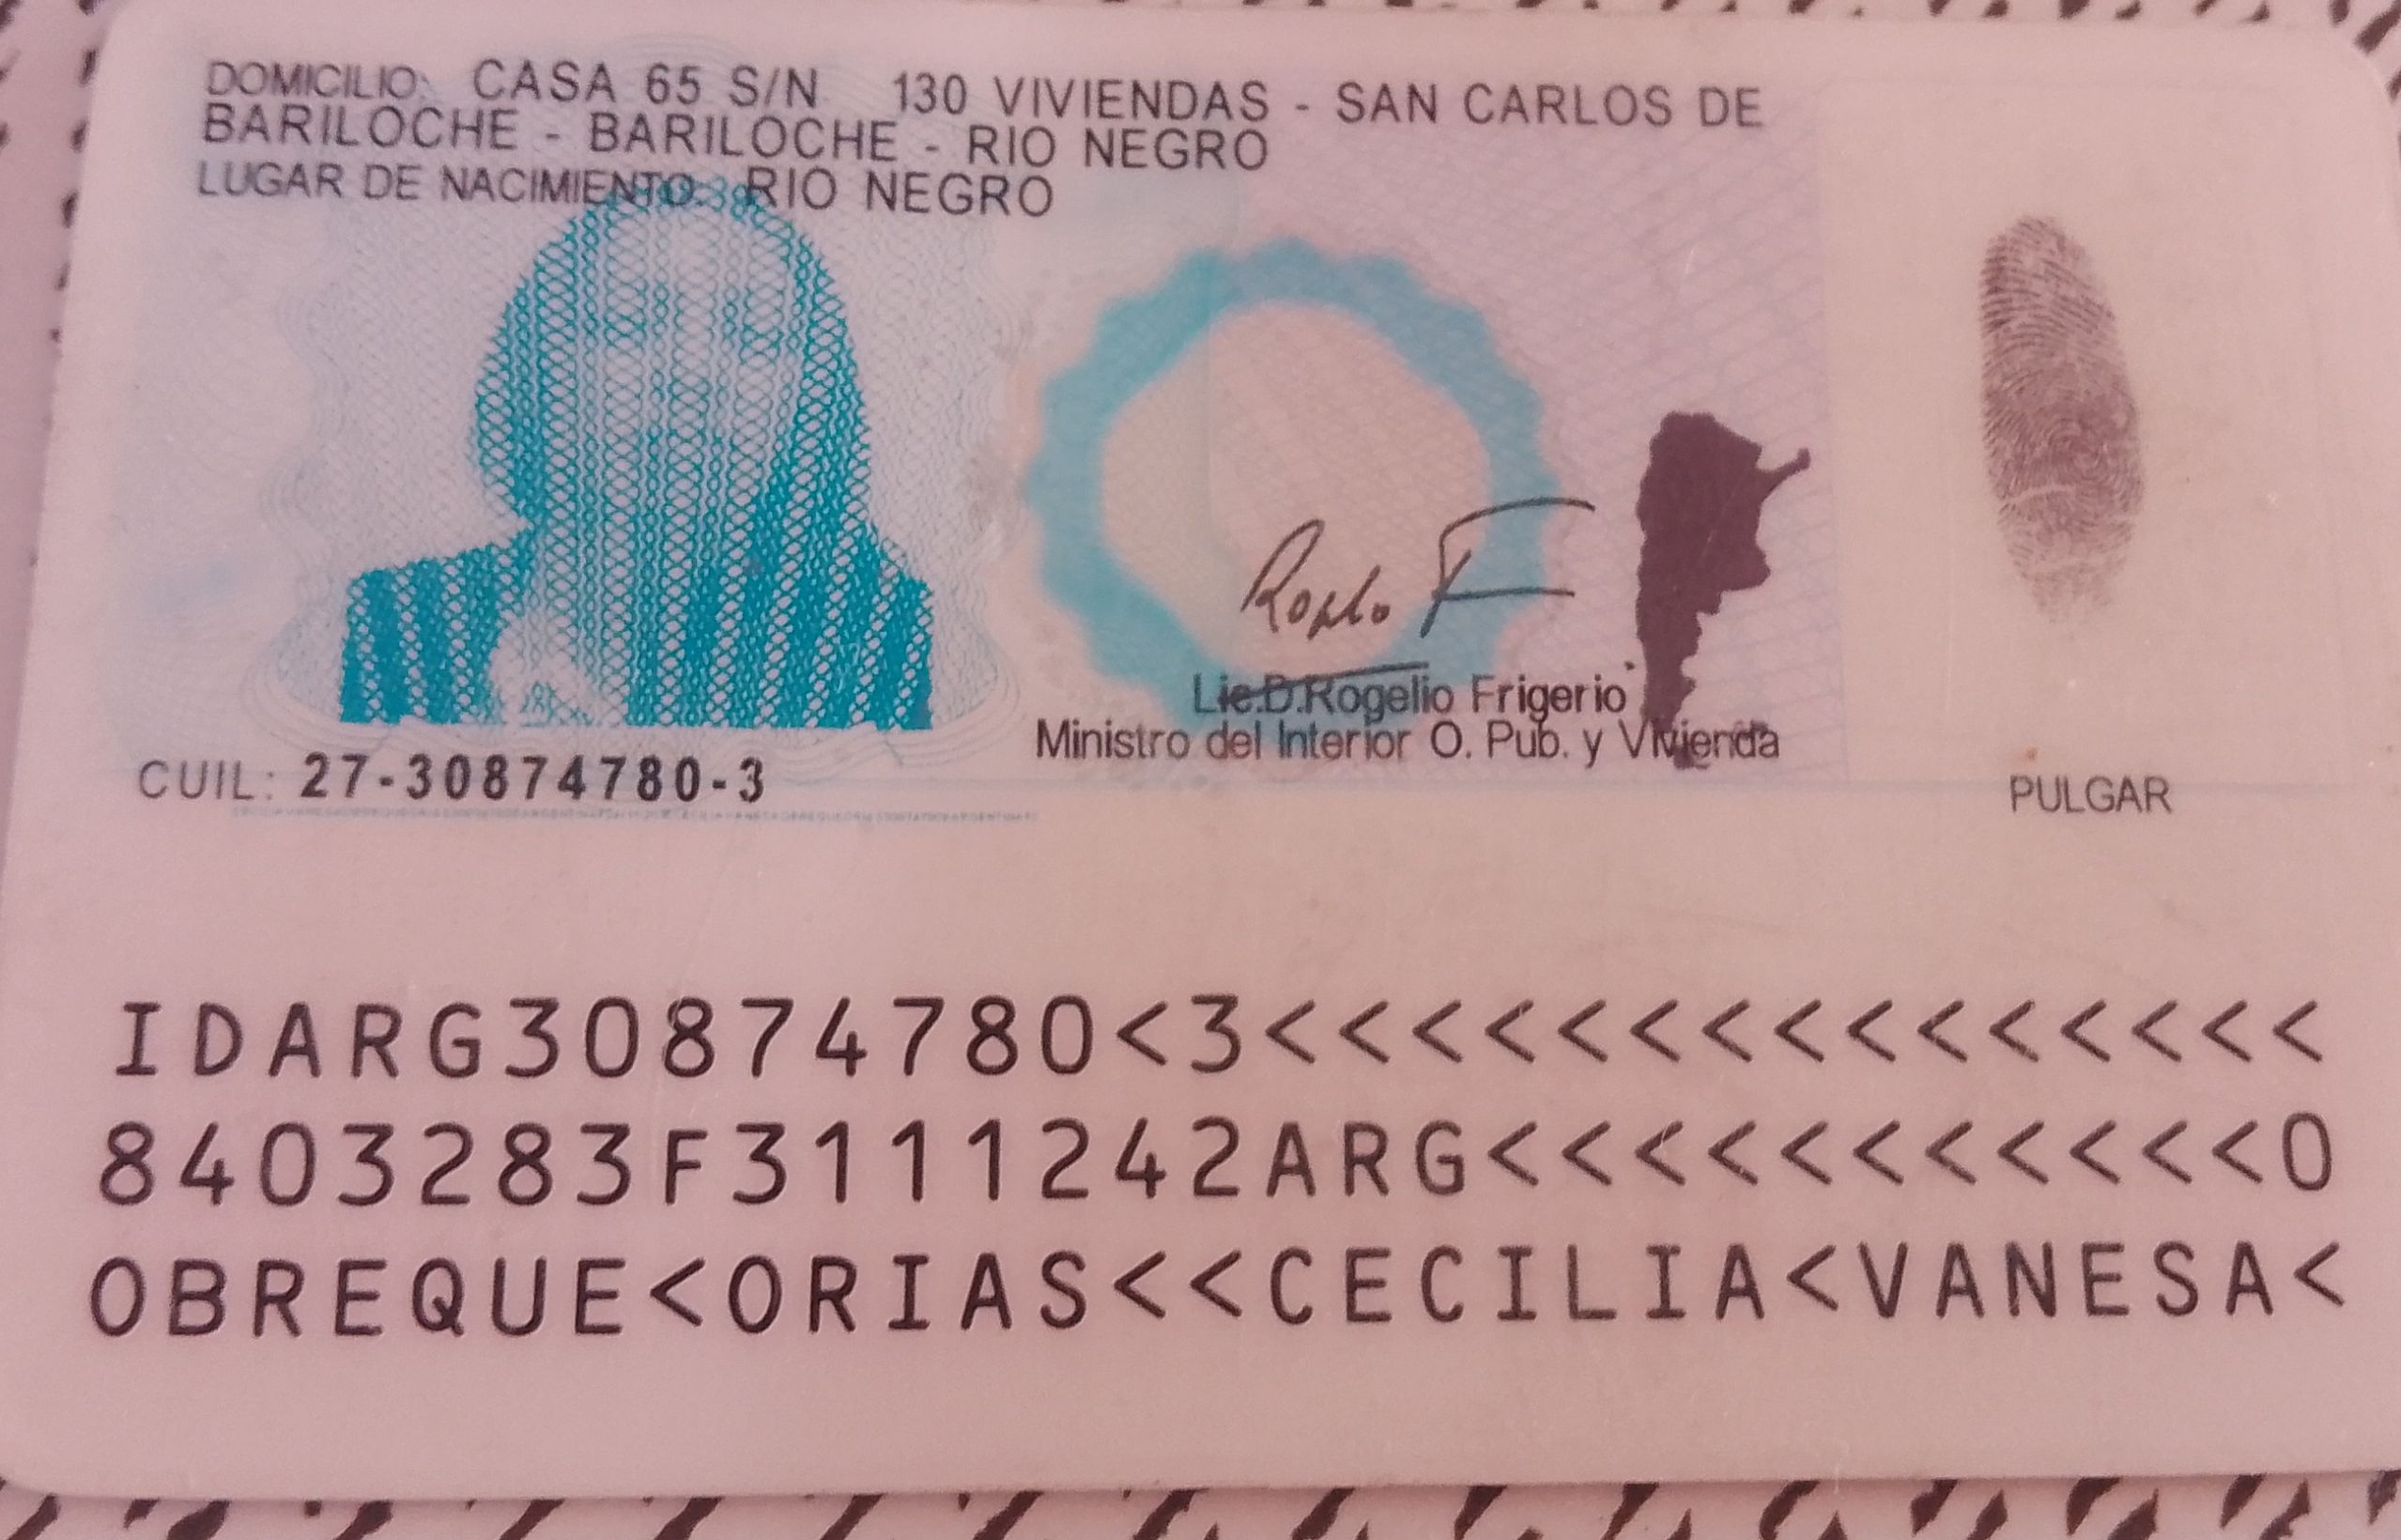 DOMICILIO: CASA 65 S/N 130 VIVIENDAS - SAN CARLOS DE
BARILOCHE - BARILOCHE - RIO NEGRO
LUGAR DE NACIMIENTO: RIO NEGRO
Lic.D.Rogelio Frigerio
Ministro del Interior O. Pub. y Vivienda
CUIL: 27-30874780-3
PULGAR
IDARG30874780<3<<<<<<<<<<<<<<<
8403283F3111242ARG<<<<<<<<<<<0
OBREQUE<ORIAS<<CECILIA<VANESA<